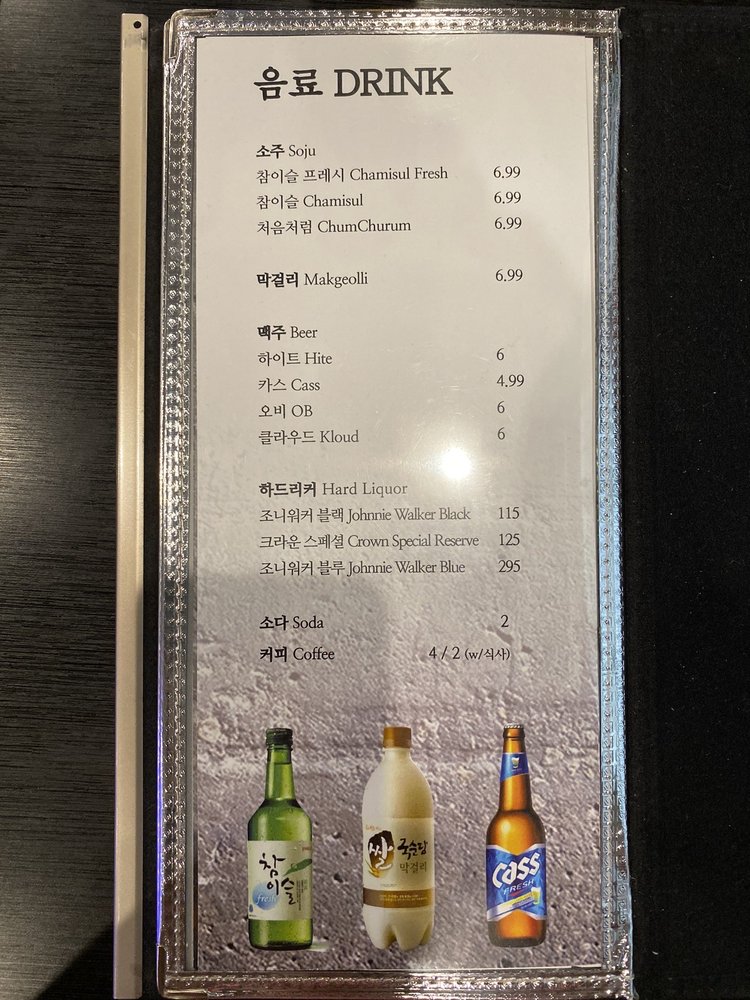 음료 DRINK
소주 Soju
참이슬 프레시 Chamisul Fresh 6.99
참이슬 Chamisul 6.99
처음처럼 ChumChurum 6.99
막걸리 Makgeolli 6.99
맥주 Beer
하이트 Hite 6
카스 Cass 4.99
오비 OB 6
클라우드 Kloud 6
하드리커 Hard Liquor
조니워커 블랙 Johnnie Walker Black 115
크라운 스페셜 Crown Special Reserve 125
조니워커 블루 Johnnie Walker Blue 295
소다 Soda 2
커피 Coffee 4 / 2 (w/식사)
참이슬
fresh
쌀
국순당
막걸리
Cass
FRESH